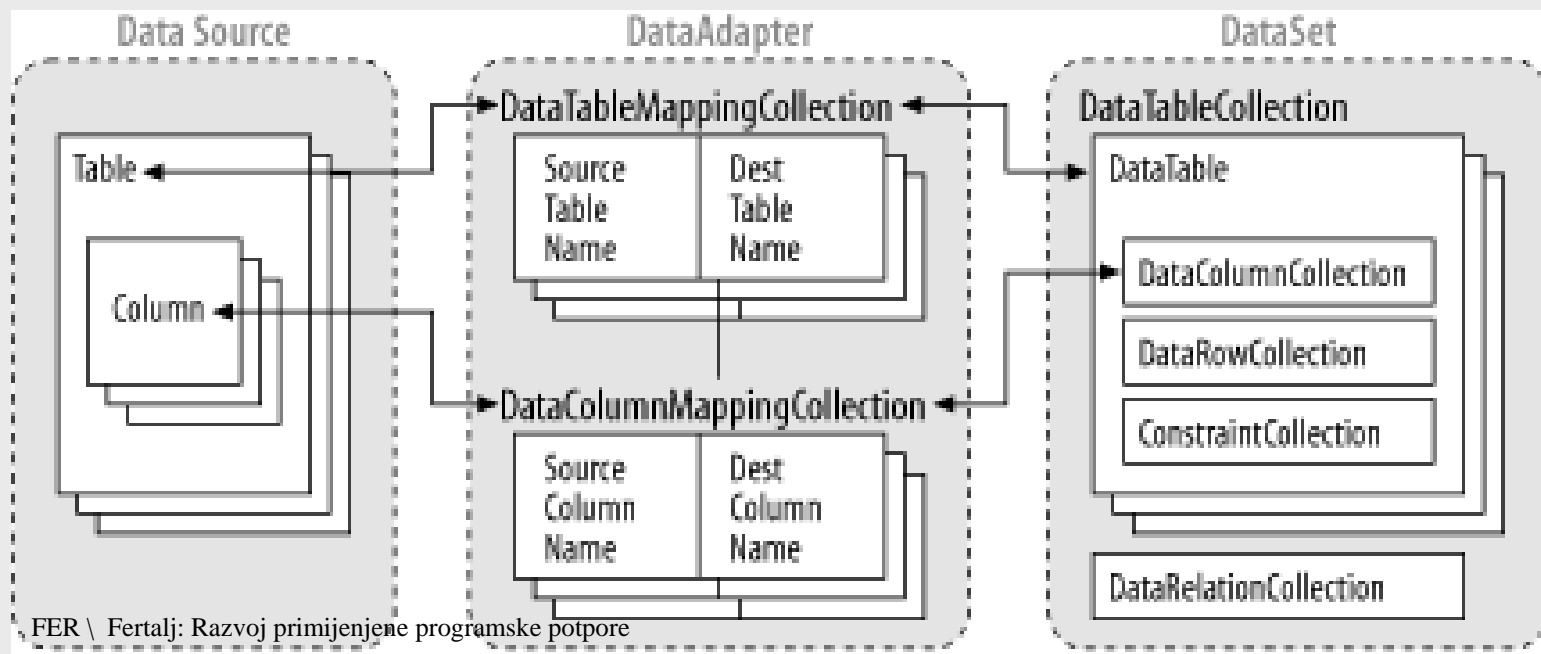 Data Source
DataAdapter
DataSet
Table
Column
DataTableMappingCollection
Source
Table
Name
Dest
Table
Name
DataColumnMappingCollection
Source
Column
Name
Dest
Column
Name
DataTableCollection
DataTable
DataColumnCollection
DataRowCollection
ConstraintCollection
DataRelationCollection
FER \ Fertalj: Razvoj primijenjene programske potpore